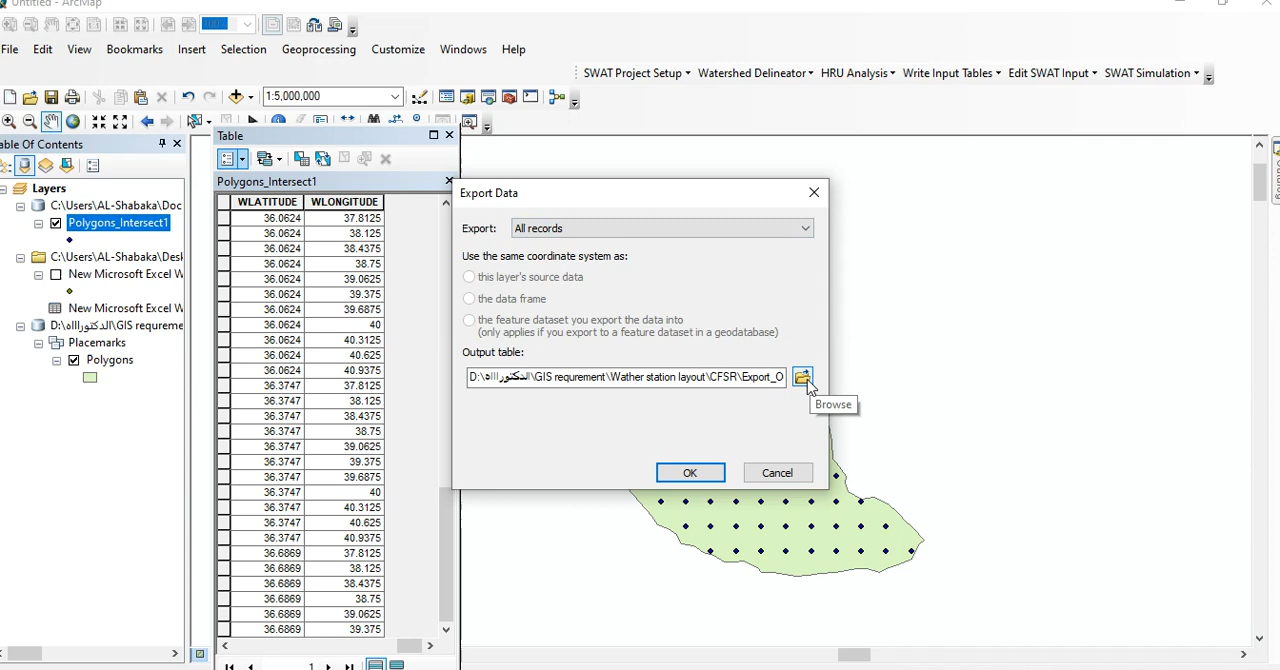 Untitled - ArcMap
File Edit View Bookmarks Insert Selection Geoprocessing Customize Windows Help
SWAT Project Setup Watershed Delineator HRU Analysis Write Input Tables Edit SWAT Input SWAT Simulation
1:5,000,000
Table
able Of Contents
Polygons_Intersect1
Layers
C:\Users\AL-Shabaka\Doc
Polygons_Intersect1
C:\Users\AL-Shabaka\Desk
New Microsoft Excel W
New Microsoft Excel W
D:\الدكتوراااه\GIS requreme
Placemarks
Polygons
WLATITUDE WLONGITUDE
36.0624 37.8125
36.0624 38.125
36.0624 38.4375
36.0624 38.75
36.0624 39.0625
36.0624 39.375
36.0624 39.6875
36.0624 40
36.0624 40.3125
36.0624 40.625
36.0624 40.9375
36.3747 37.8125
36.3747 38.125
36.3747 38.4375
36.3747 38.75
36.3747 39.0625
36.3747 39.375
36.3747 39.6875
36.3747 40
36.3747 40.3125
36.3747 40.625
36.3747 40.9375
36.6869 37.8125
36.6869 38.125
36.6869 38.4375
36.6869 38.75
36.6869 39.0625
36.6869 39.375
1
Export Data
Export: All records
Use the same coordinate system as:
this layer's source data
the data frame
the feature dataset you export the data into
(only applies if you export to a feature dataset in a geodatabase)
Output table:
D:\الدكتوراااه\GIS requrement\Wather station layout\CFSR\Export_O
Browse
OK Cancel